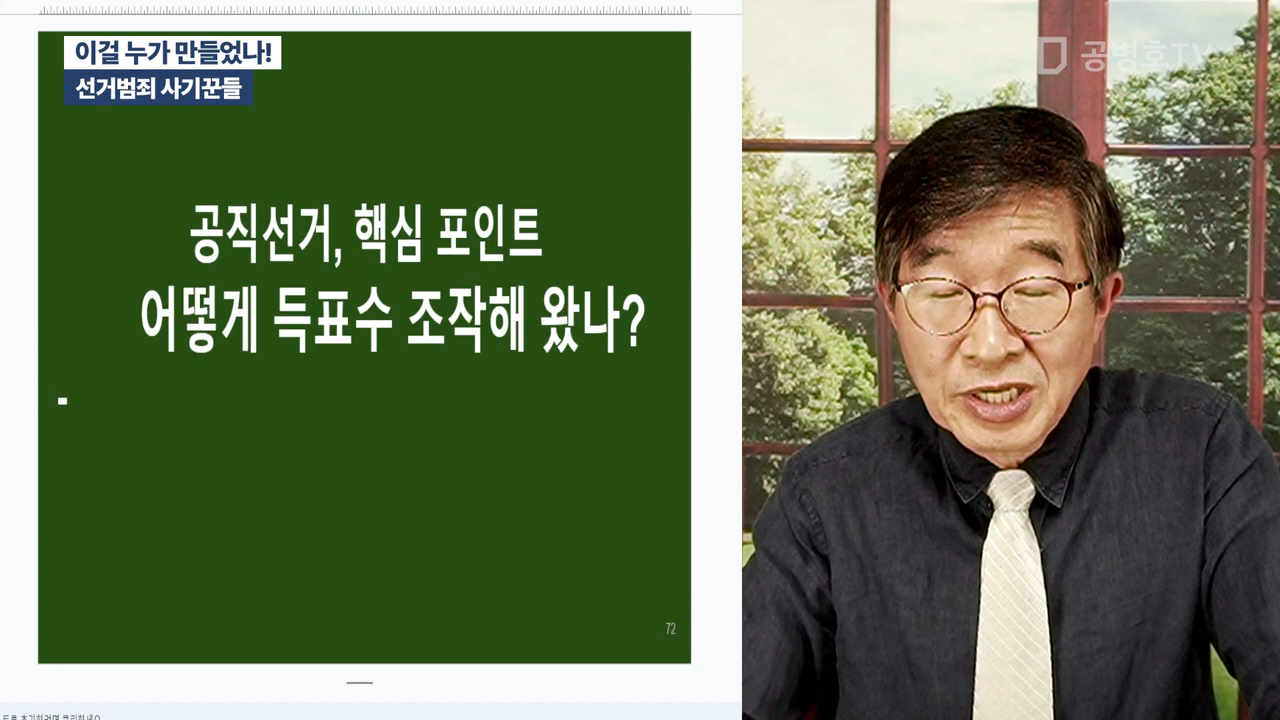 이걸 누가 만들었나!
선거범죄 사기꾼들
공병호TV
공직선거, 핵심 포인트
어떻게 득표수 조작해 왔나?
72